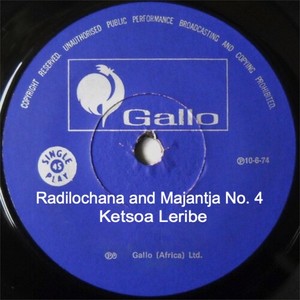 COPYRIGHT RESERVED. UNAUTHORISED PUBLIC PERFORMANCE BROADCASTING AND COPYING PROHIBITED.
Gallo
SINGLE
45
PLAY
℗10-6-74
Radilochana and Majantja No. 4
Ketsoa Leribe
Gallo (Africa) Ltd.